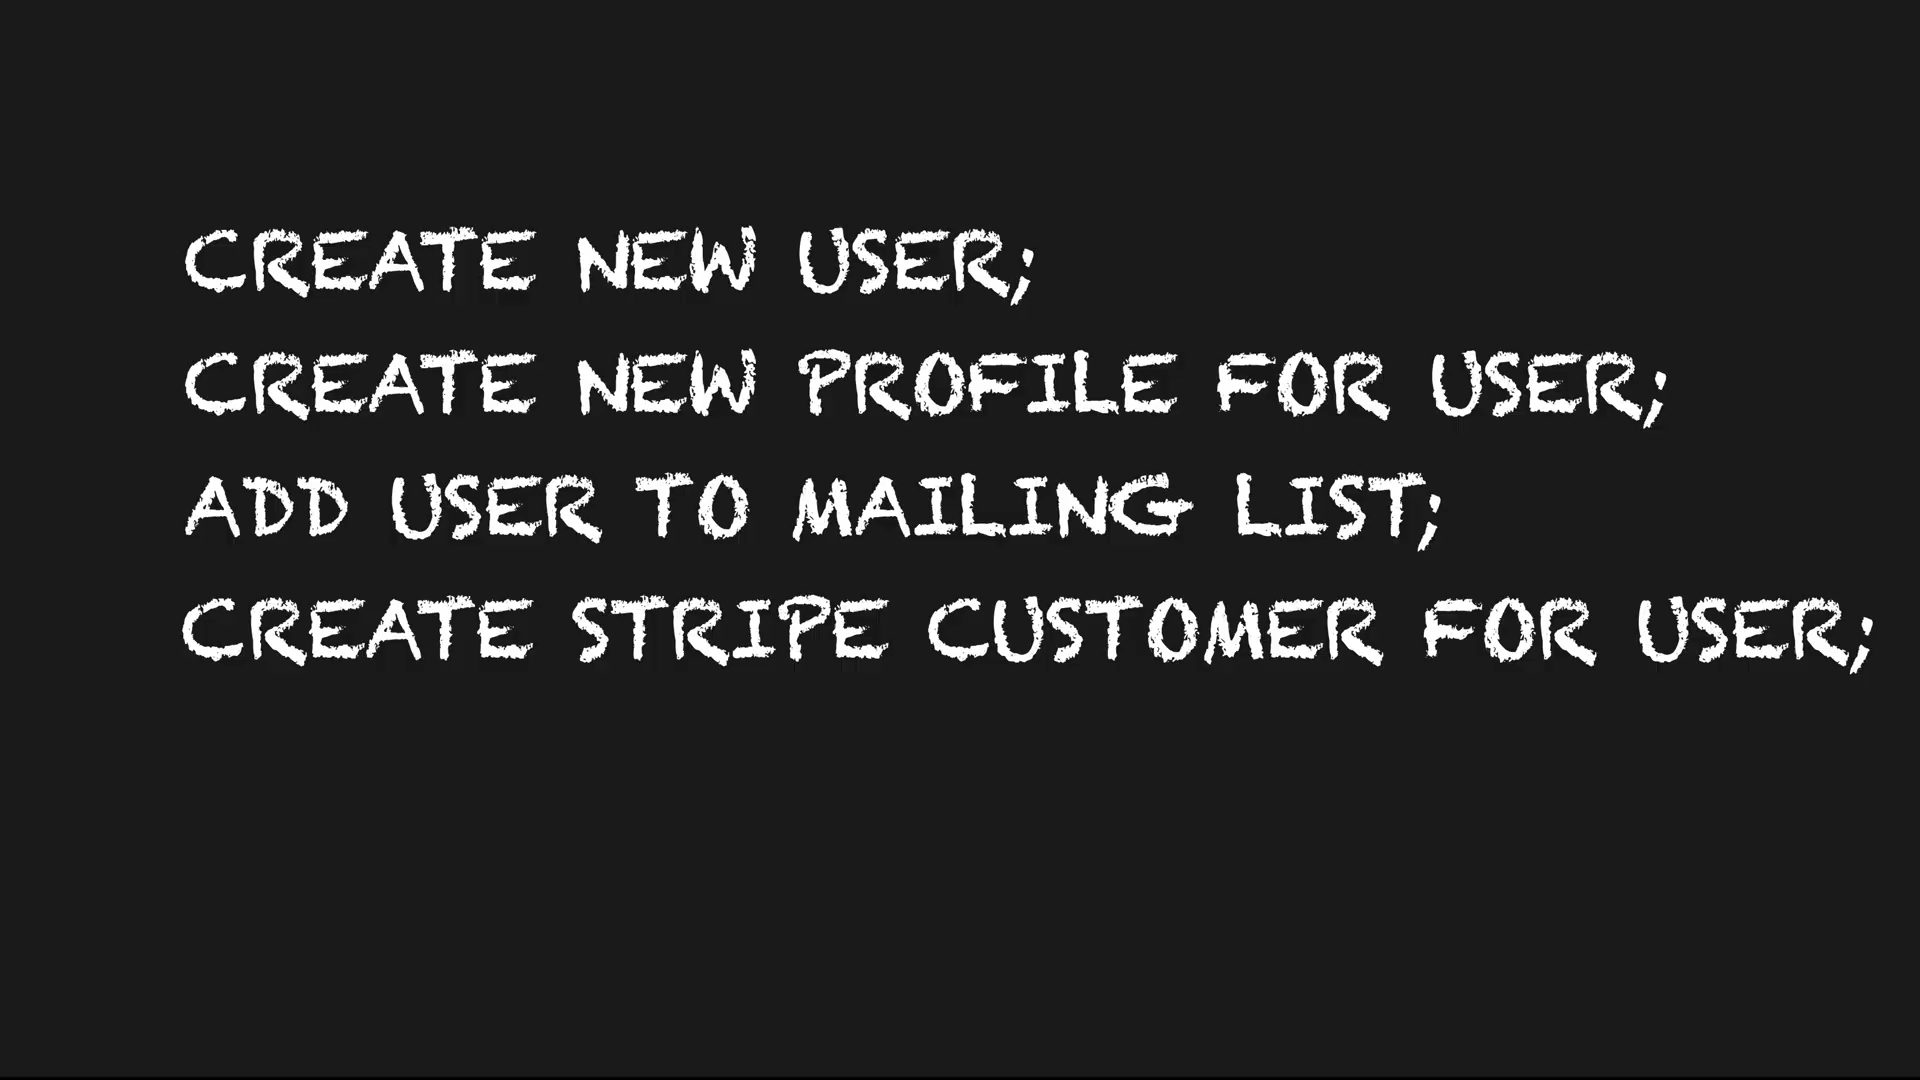 CREATE NEW USER;
CREATE NEW PROFILE FOR USER;
ADD USER TO MAILING LIST;
CREATE STRIPE CUSTOMER FOR USER;